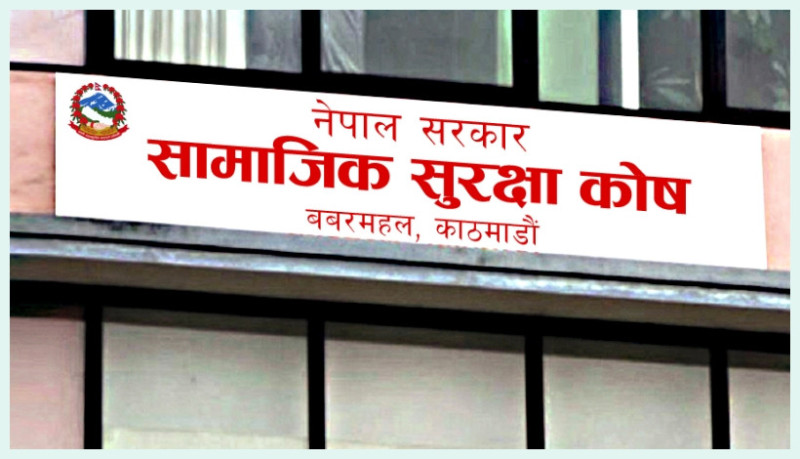 नेपाल सरकार
सामाजिक सुरक्षा कोष
बबरमहल, काठमाडौं